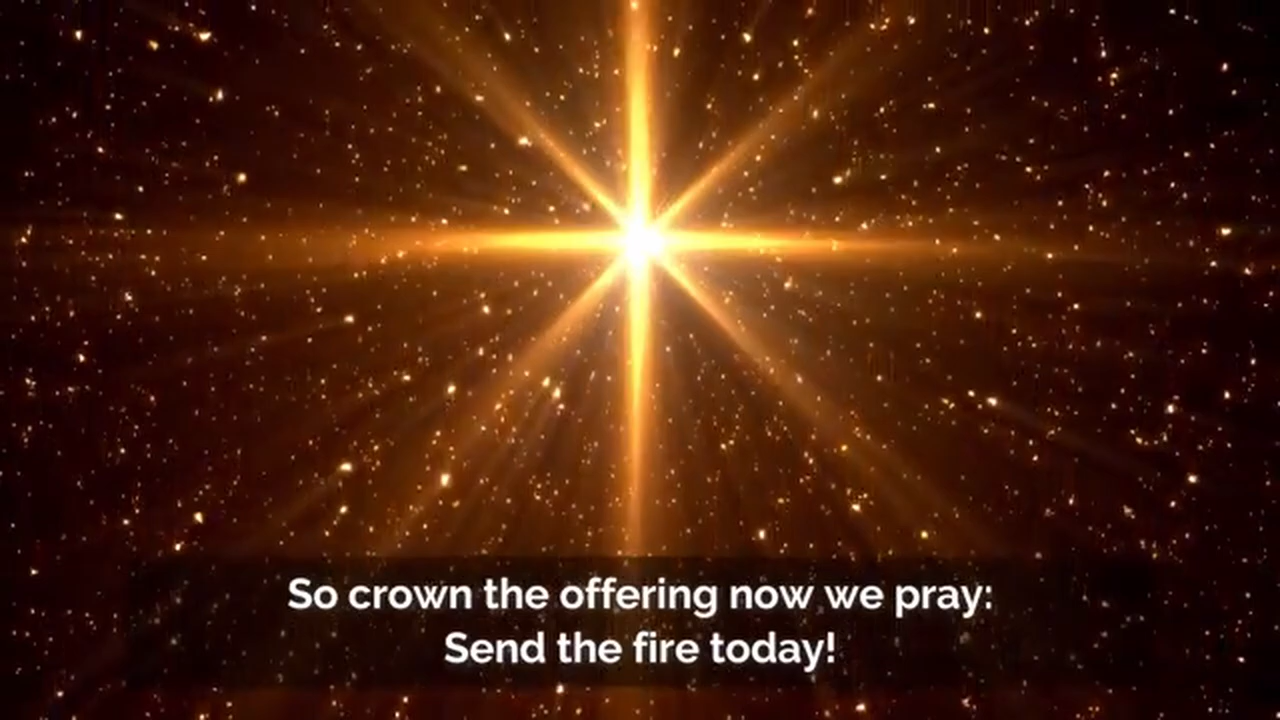 So crown the offering now we pray:
Send the fire today!